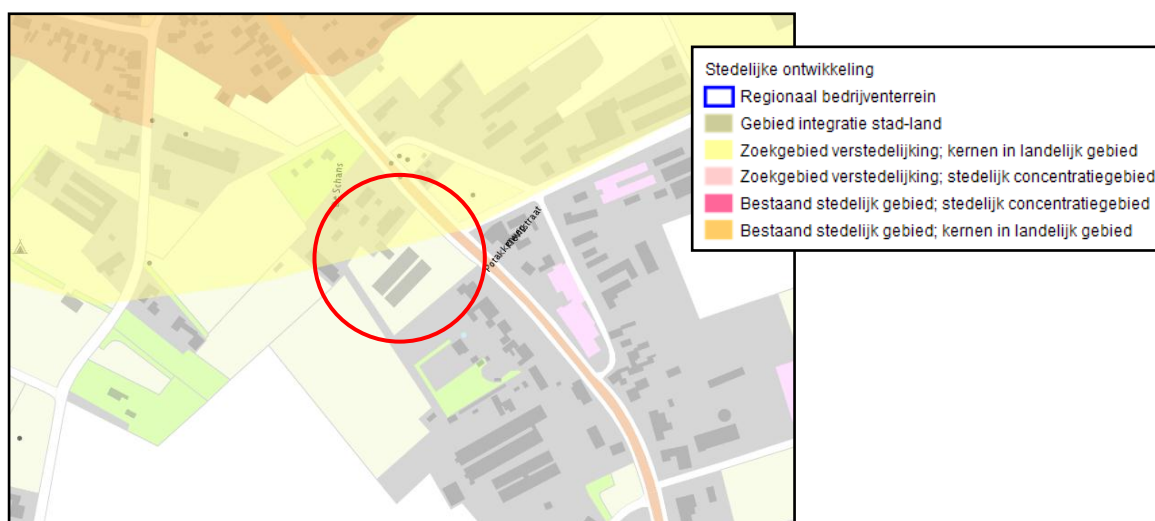 Stedelijke ontwikkeling
Regionaal bedrijventerrein
Gebied integratie stad-land
Zoekgebied verstedelijking; kernen in landelijk gebied
Zoekgebied verstedelijking; stedelijk concentratiegebied
Bestaand stedelijk gebied; stedelijk concentratiegebied
Bestaand stedelijk gebied; kernen in landelijk gebied
Schans